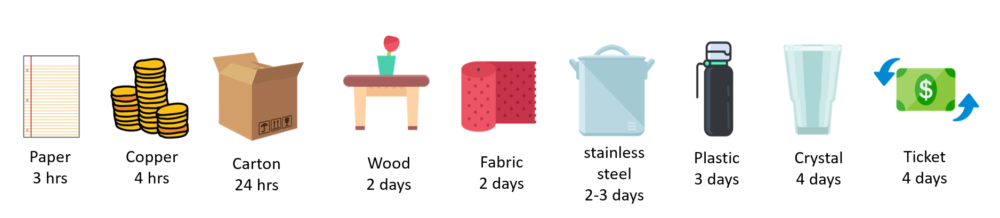 Paper
3 hrs
Copper
4 hrs
Carton
24 hrs
Wood
2 days
Fabric
2 days
stainless
steel
2-3 days
Plastic
3 days
Crystal
4 days
$
Ticket
4 days